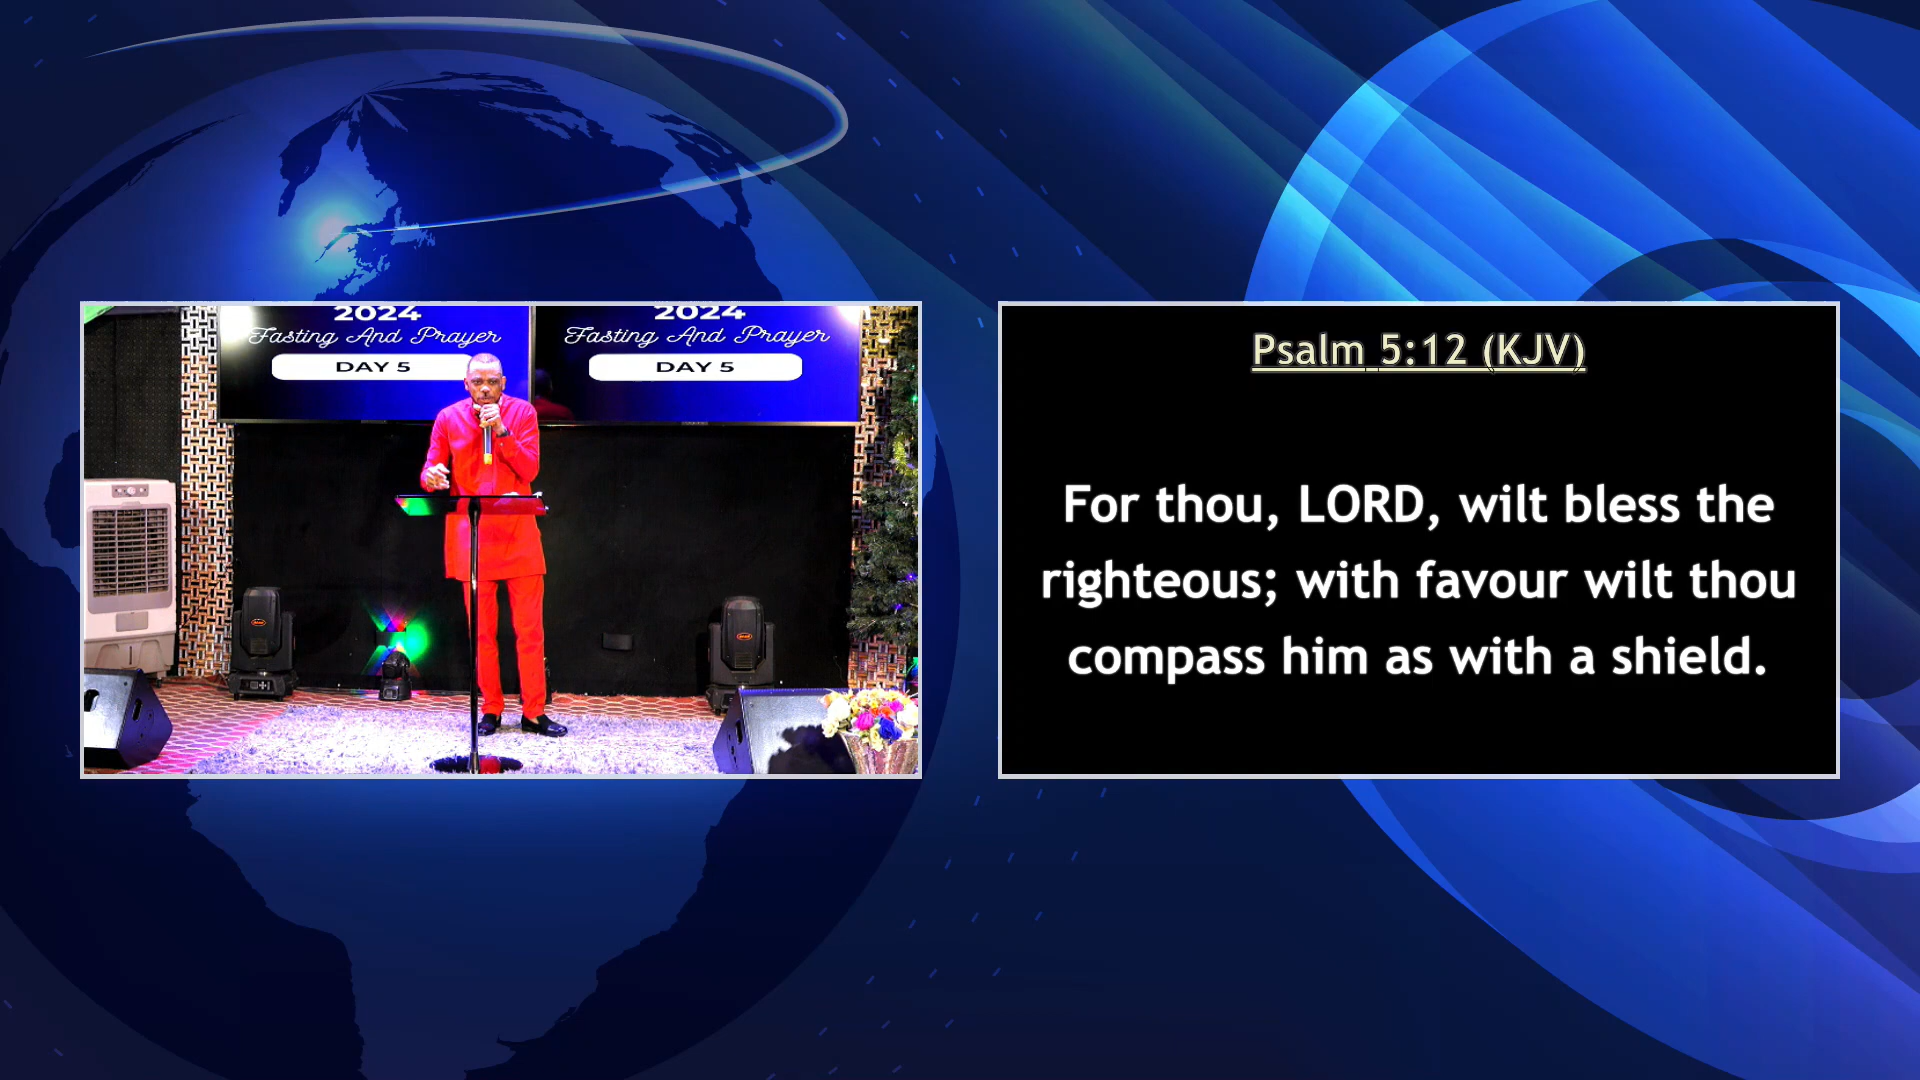 2024
Fasting And Prayer
DAY 5
2024
Fasting And Prayer
DAY 5
Psalm 5:12 (KJV)
For thou, LORD, wilt bless the
righteous; with favour wilt thou
compass him as with a shield.